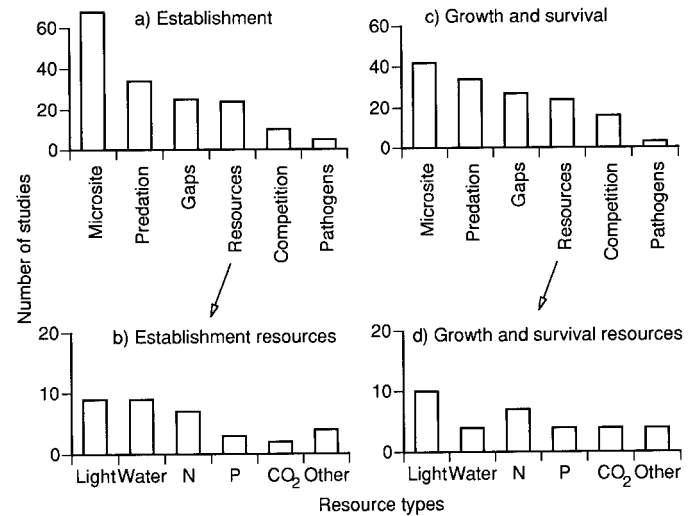 a) Establishment
60
40
20
0
Microsite
Predation
Gaps
Resources
Competition
Pathogens
c) Growth and survival
60
40
20
0
Microsite
Predation
Gaps
Resources
Competition
Pathogens
Number of studies
b) Establishment resources
20
10
0
Light Water N P CO2 Other
d) Growth and survival resources
20
10
0
Light Water N P CO2 Other
Resource types